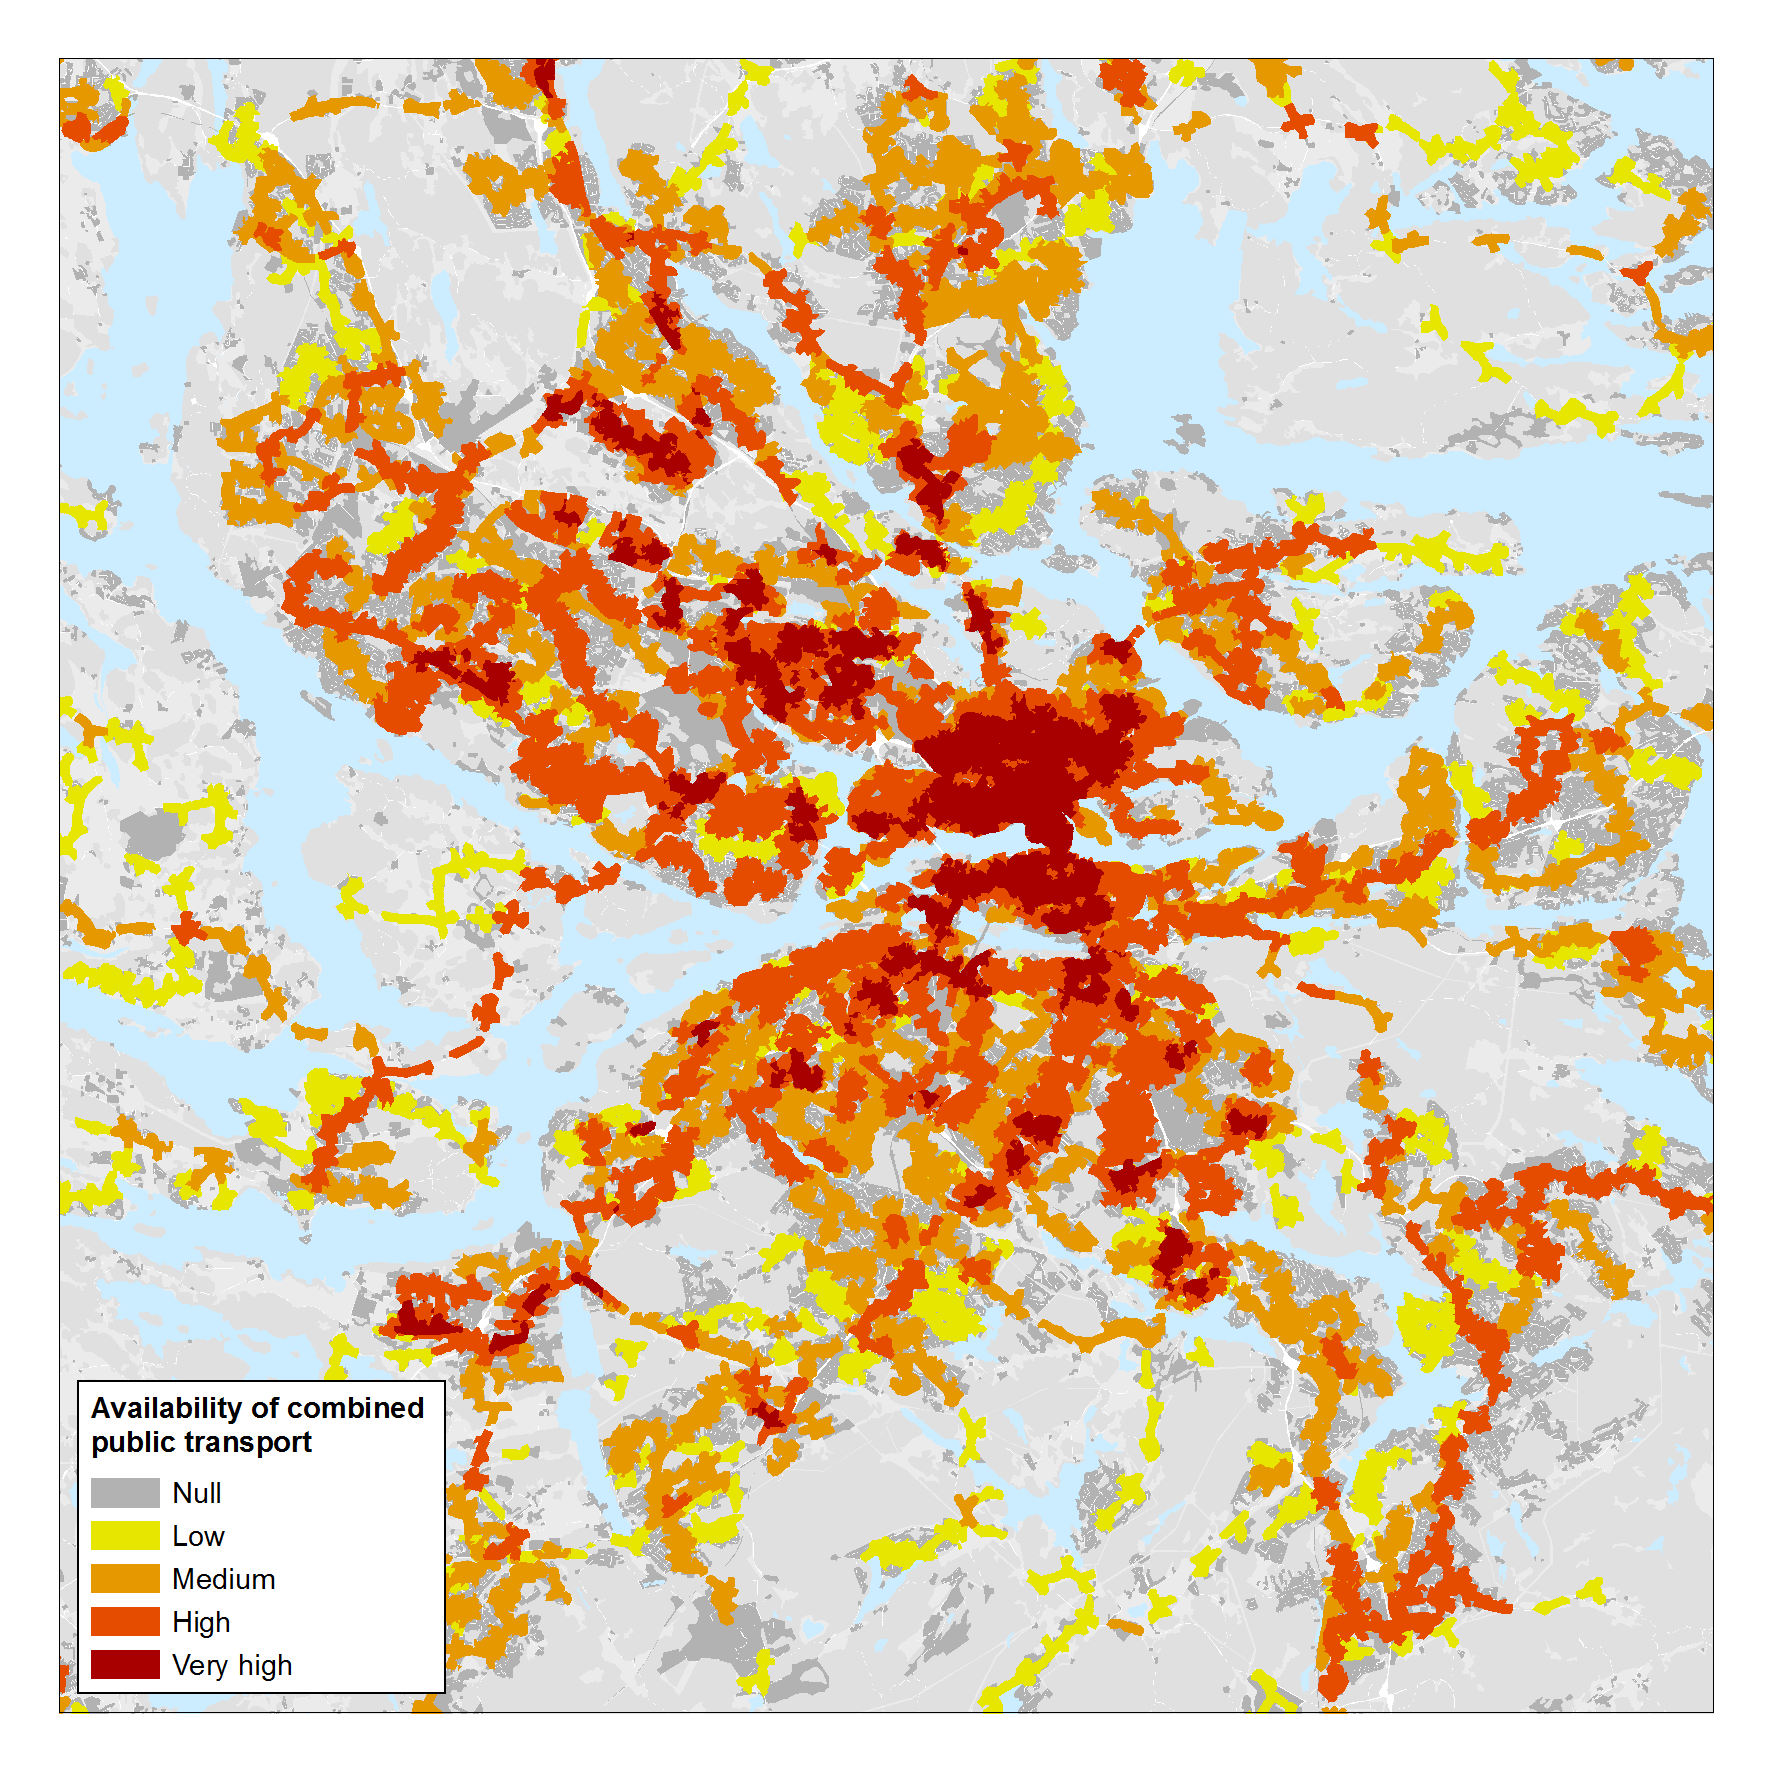 Availability of combined
public transport
Null
Low
Medium
High
Very high